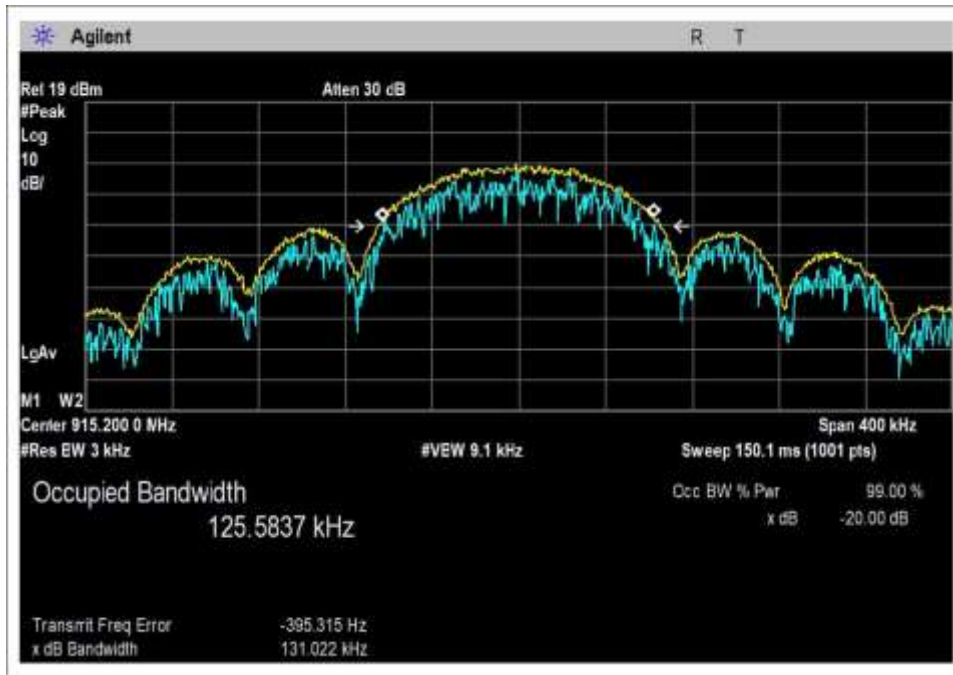 Agilent R T
Ref 19 dBm Atten 30 dB
#Peak
Log
10
dB/
LgAv
M1 W2
Center 915.200 0 MHz Span 400 kHz
#Res BW 3 kHz #VBW 9.1 kHz Sweep 150.1 ms (1001 pts)
Occupied Bandwidth Occ BW % Pwr 99.00 %
125.5837 kHz x dB -20.00 dB
Transmit Freq Error -395.315 Hz
x dB Bandwidth 131.022 kHz